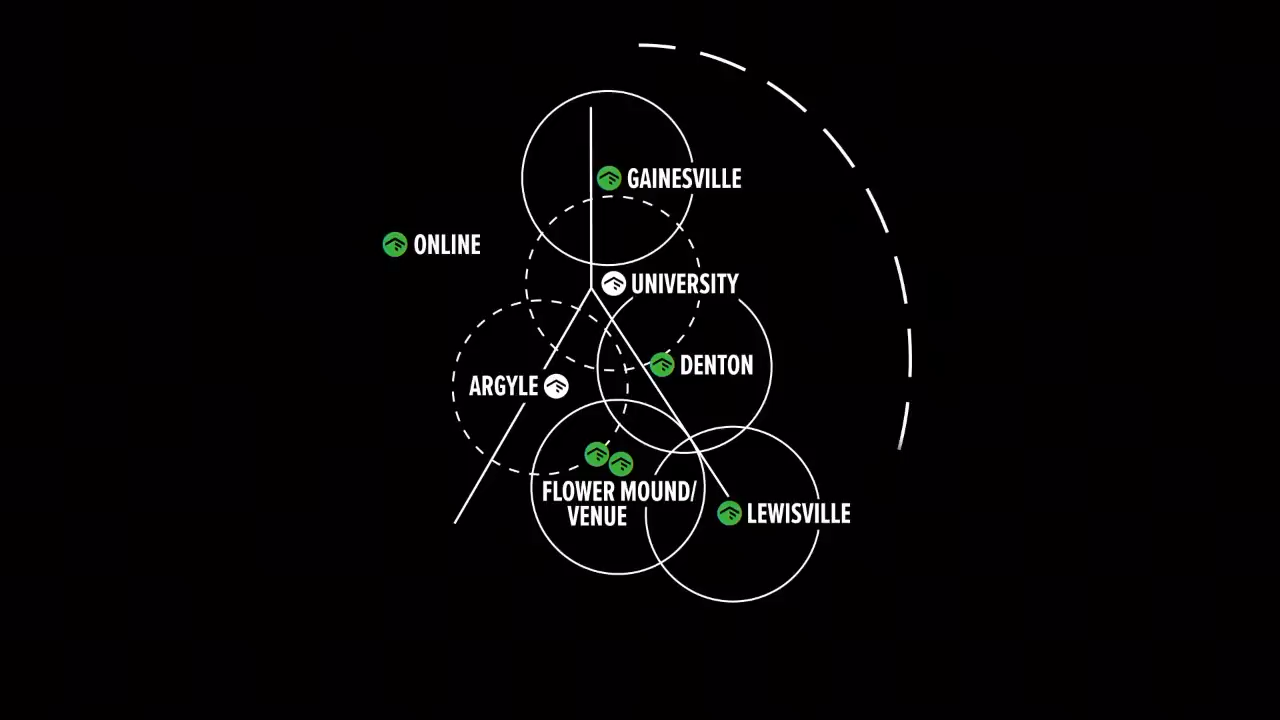 GAINESVILLE
ONLINE
UNIVERSITY
DENTON
ARGYLE
FLOWER MOUND/
VENUE
LEWISVILLE